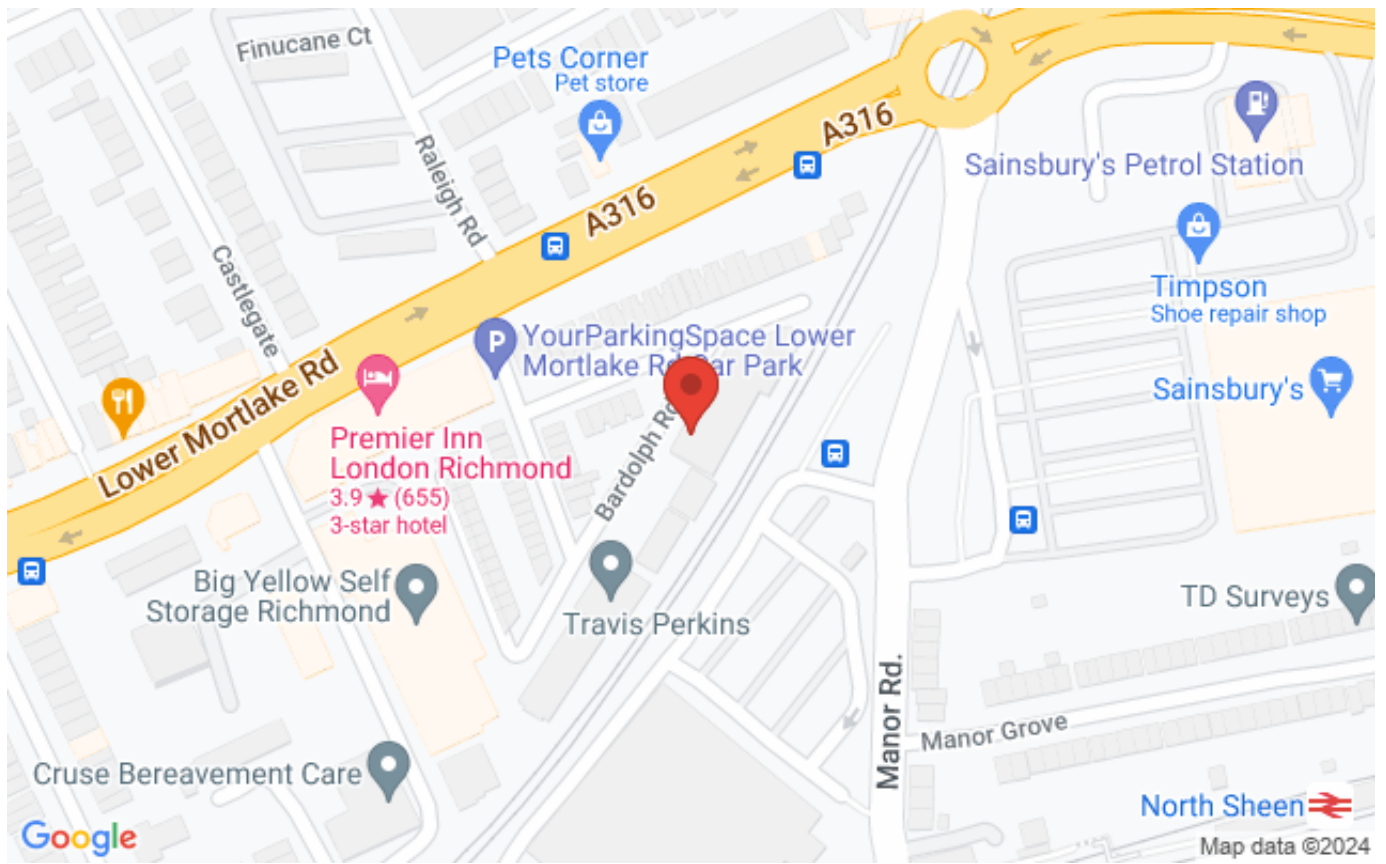 Finucane Ct
Pets Corner
Pet store
A316
Sainsbury's Petrol Station
Raleigh Rd
A316
Castlegate
Timpson
Shoe repair shop
YourParkingSpace Lower
Mortlake Rd Car Park
P
Sainsbury's
Lower Mortlake Rd
Premier Inn
London Richmond
3.9 ★ (655)
3-star hotel
Bardolph Rd
Big Yellow Self
Storage Richmond
Travis Perkins
TD Surveys
Manor Rd.
Manor Grove
Cruse Bereavement Care
North Sheen
Google
Map data ©2024